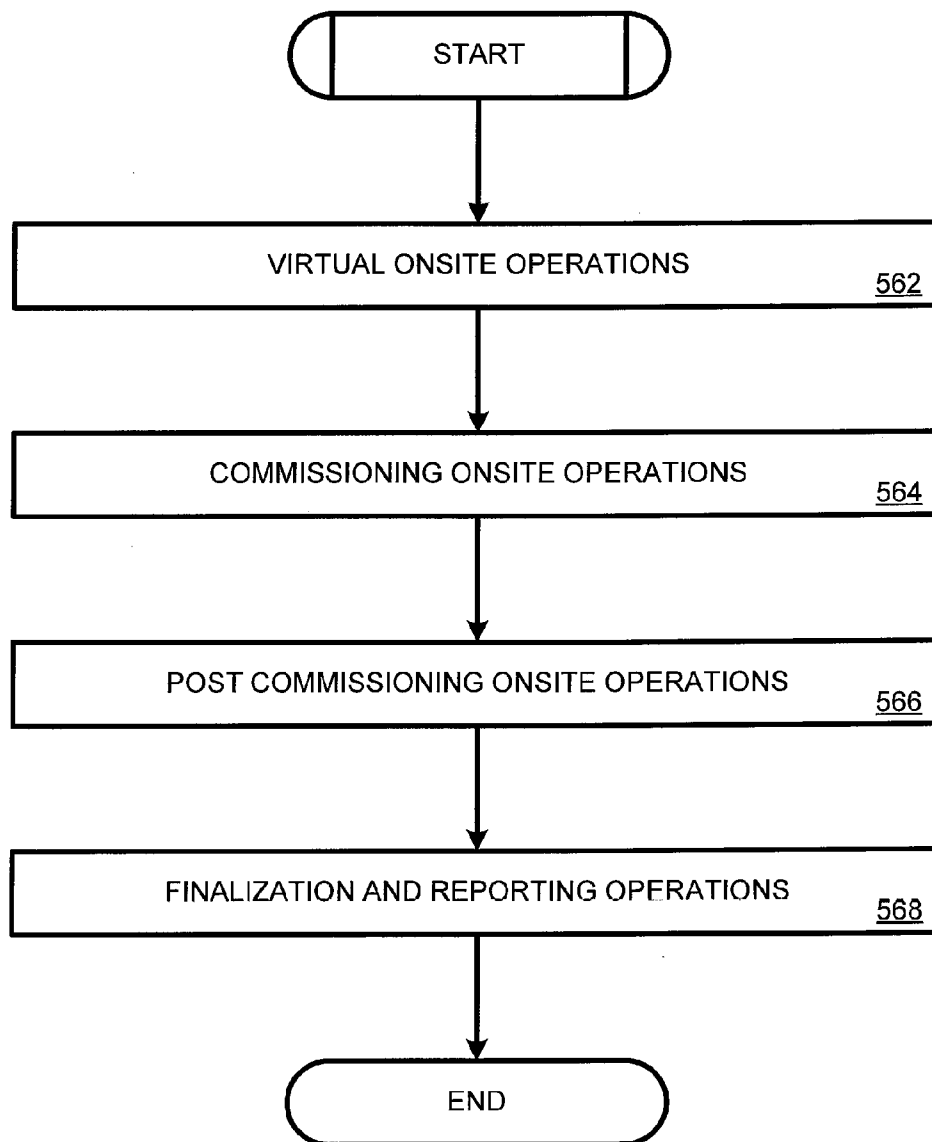 START
VIRTUAL ONSITE OPERATIONS
562
COMMISSIONING ONSITE OPERATIONS
564
POST COMMISSIONING ONSITE OPERATIONS
566
FINALIZATION AND REPORTING OPERATIONS
568
END